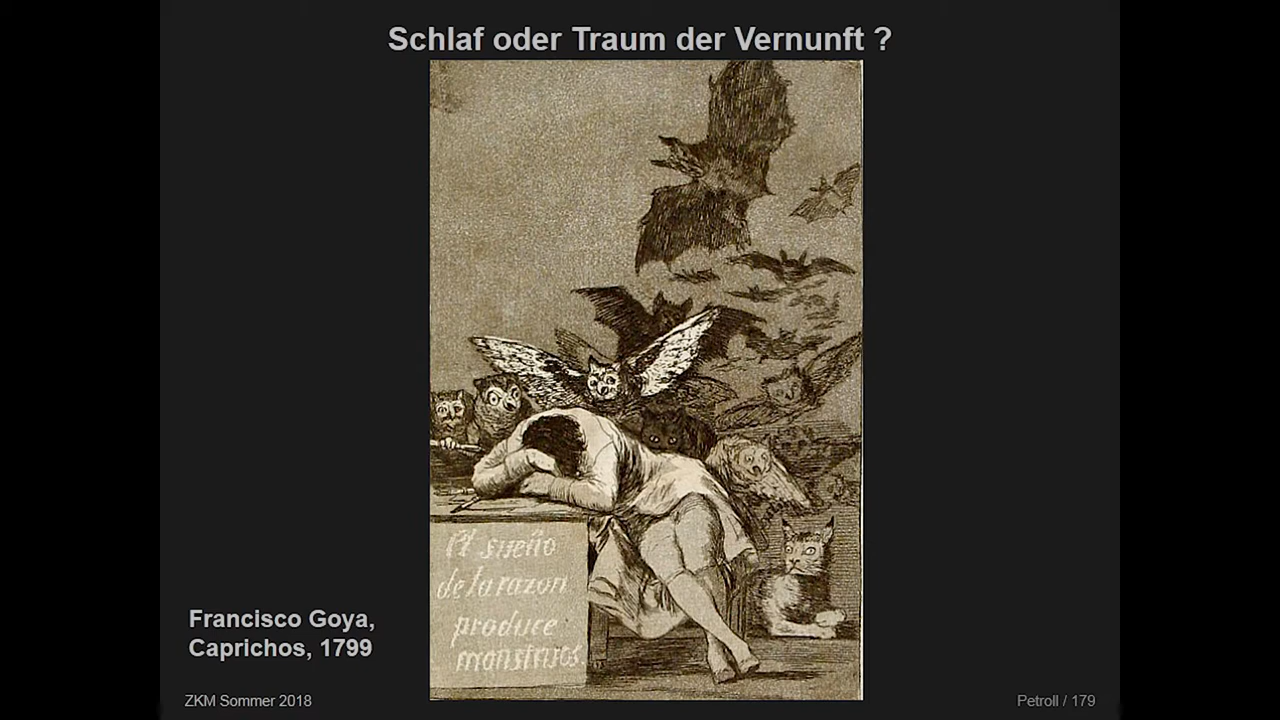 Schlaf oder Traum der Vernunft ?
El sueño
de la razon
produce
monstruos.
Francisco Goya,
Caprichos, 1799
ZKM Sommer 2018
Petroll / 179